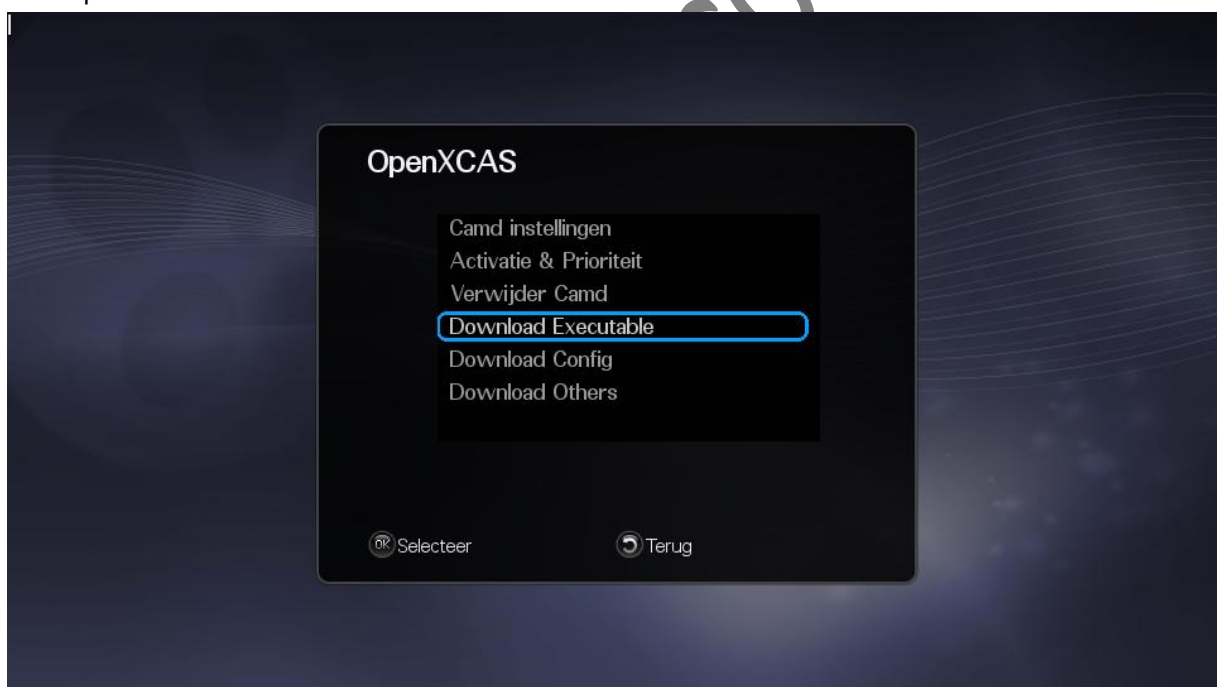 OpenXCAS
Camd instellingen
Activatie & Prioriteit
Verwijder Camd
Download Executable
Download Config
Download Others
OK Selecteer
Terug